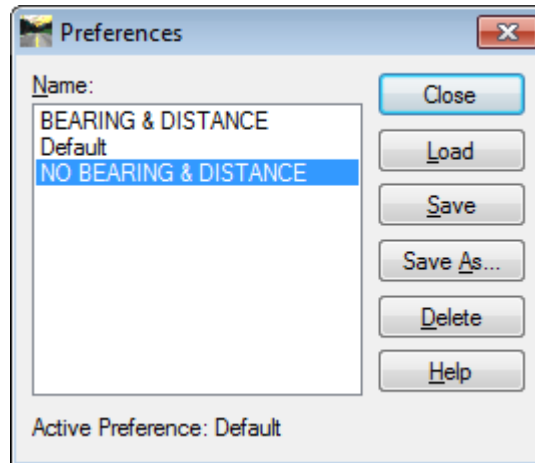 Preferences
Name:
BEARING & DISTANCE
Default
NO BEARING & DISTANCE
Close
Load
Save
Save As...
Delete
Help
Active Preference: Default